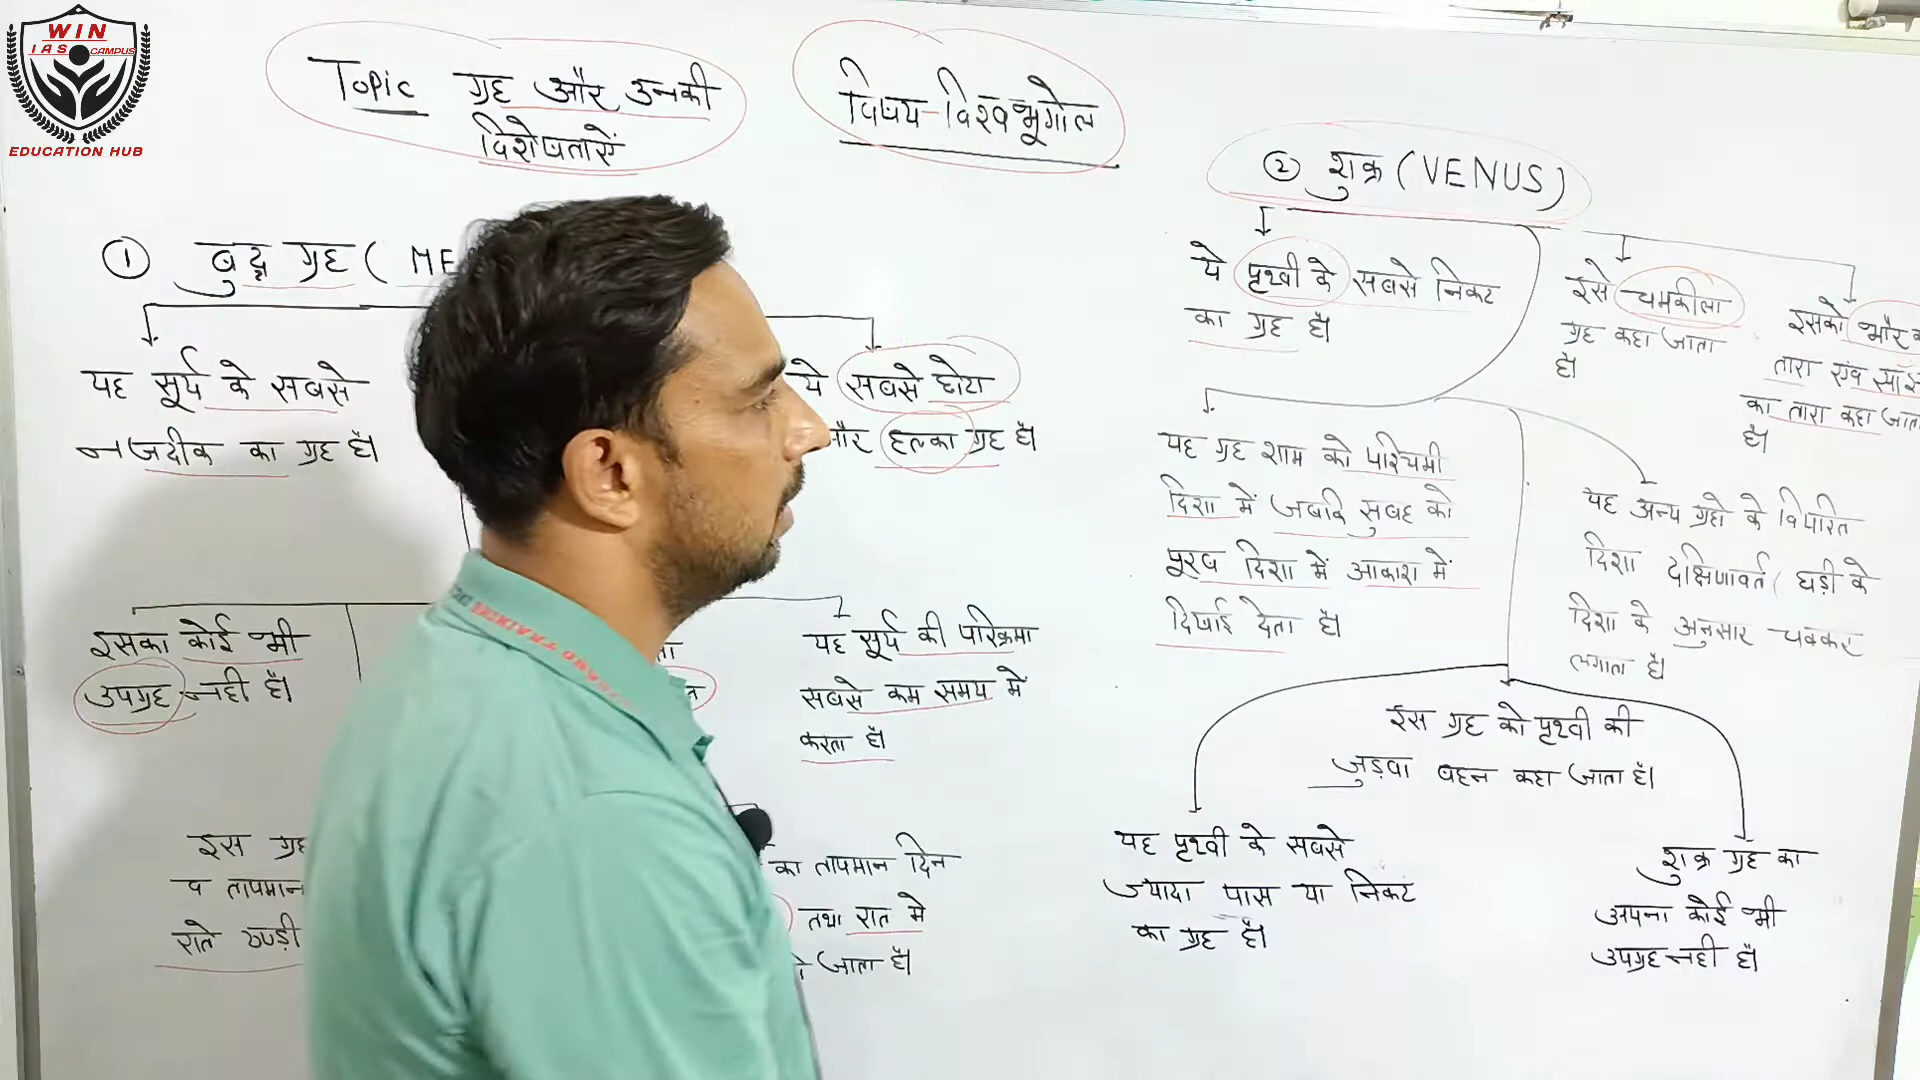 WIN
IAS CAMPUS
EDUCATION HUB
Topic ग्रह और उनकी
विशेषताऐं
विषय-विश्व भूगोल
① बुद्ध ग्रह ( ME
यह सूर्य के सबसे
नजदीक का ग्रह है।
ये सबसे छोटा
और हल्का ग्रह है।
इसका कोई भी
उपग्रह नही है।
यह सूर्य की परिक्रमा
सबसे कम समय मे
करता है।
इस ग्रह
व तापमान
राते ठण्ड़ी
का तापमान दिन
तथा रात मे
जाता है।
② शुक्र (VENUS)
ये पृथ्वी के सबसे निकट
का ग्रह है।
इसे चमकीला
ग्रह कहा जाता
है।
इसको भोर
तारा एंव
का तारा कहा जाता
है।
यह ग्रह शाम को पश्चिमी
दिशा में जबकि सुबह को
पूरब दिशा में आकाश में
दिखाई देता है।
यह अन्य ग्रहो के विपरित
दिशा दक्षिणावर्त ( घड़ी के
दिशा के अनुसार चक्कर
लगाता है।
इस ग्रह को पृथ्वी की
जुड़वा बहन कहा जाता है।
यह पृथ्वी के सबसे
ज्यादा पास या निकट
का ग्रह है।
शुक्र ग्रह का
अपना कोई भी
उपग्रह नही है।